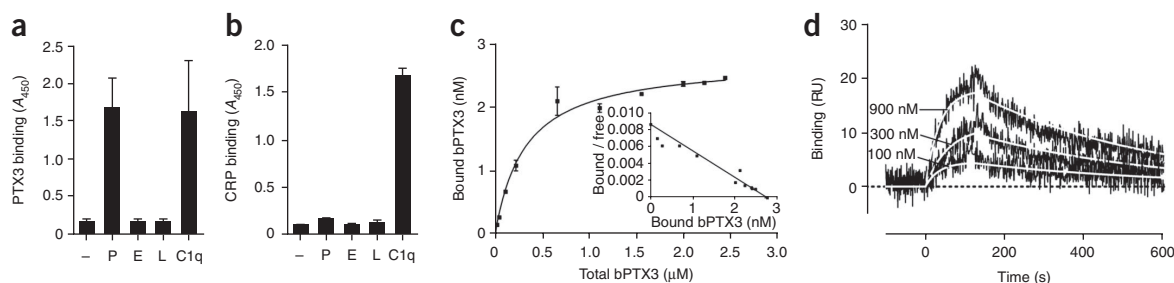 a
PTX3 binding (A450)
2.5
2.0
1.5
1.0
0.5
0
– P E L C1q
b
CRP binding (A450)
2.0
1.5
1.0
0.5
0
– P E L C1q
c
Bound bPTX3 (nM)
3
2
1
0
0 0.5 1.0 1.5 2.0 2.5 3.0
Total bPTX3 (μM)
Bound / free
0.010
0.008
0.006
0.004
0.002
0.000
0 1 2 3
Bound bPTX3 (nM)
d
Binding (RU)
30
20
10
0
900 nM
300 nM
100 nM
0 200 400 600
Time (s)